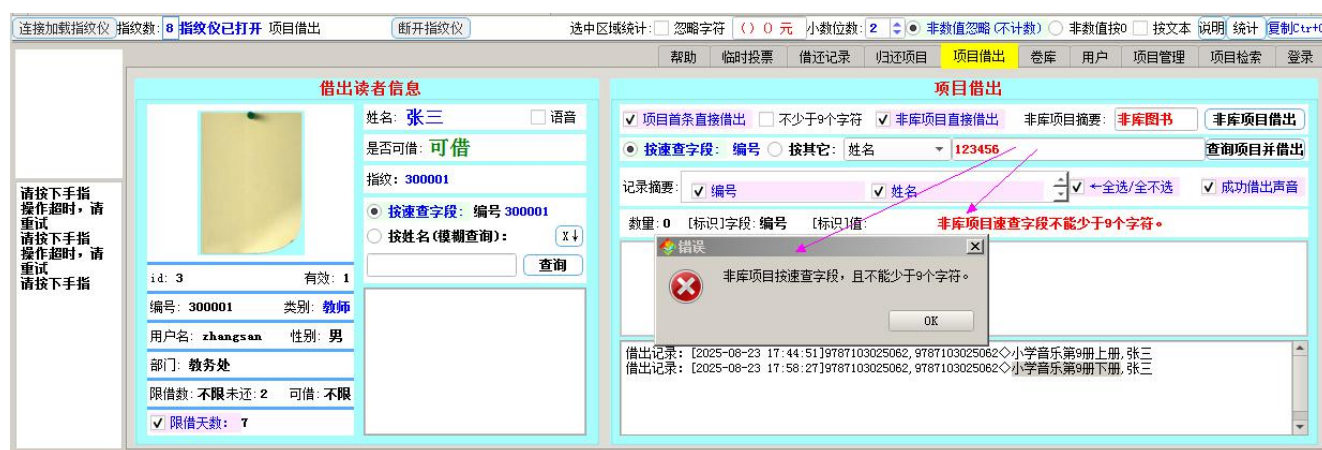 连接加载指纹仪 指纹数: 8 指纹仪已打开 项目借出 断开指纹仪 选中区域统计: 忽略字符 () 0 元 小数位数: 2 非数值忽略(不计数) 非数值按0 按文本 说明 统计 复制Ctr+C
帮助 临时投票 借还记录 归还项目 项目借出 卷库 用户 项目管理 项目检索 登录
请按下手指
操作超时，请
重试
请按下手指
操作超时，请
重试
请按下手指
借出读者信息
姓名: 张三 语音
是否可借: 可借
指纹: 300001
按速查字段: 编号 300001
按姓名(模糊查询): X↓
查询
id: 3 有效: 1
编号: 300001 类别: 教师
用户名: zhangsan 性别: 男
部门: 教务处
限借数: 不限 未还: 2 可借: 不限
限借天数: 7
项目借出
项目首条直接借出 不少于9个字符 非库项目直接借出 非库项目摘要: 非库图书 非库项目借出
按速查字段: 编号 按其它: 姓名 123456 查询项目并借出
记录摘要: 编号 姓名 ←全选/全不选 成功借出声音
数量: 0 [标识]字段: 编号 [标识]值: 非库项目速查字段不能少于9个字符。
错误
非库项目按速查字段，且不能少于9个字符。
OK
借出记录: [2025-08-23 17:44:51]9787103025062,9787103025062◇小学音乐第9册上册,张三
借出记录: [2025-08-23 17:58:27]9787103025062,9787103025062◇小学音乐第9册下册,张三